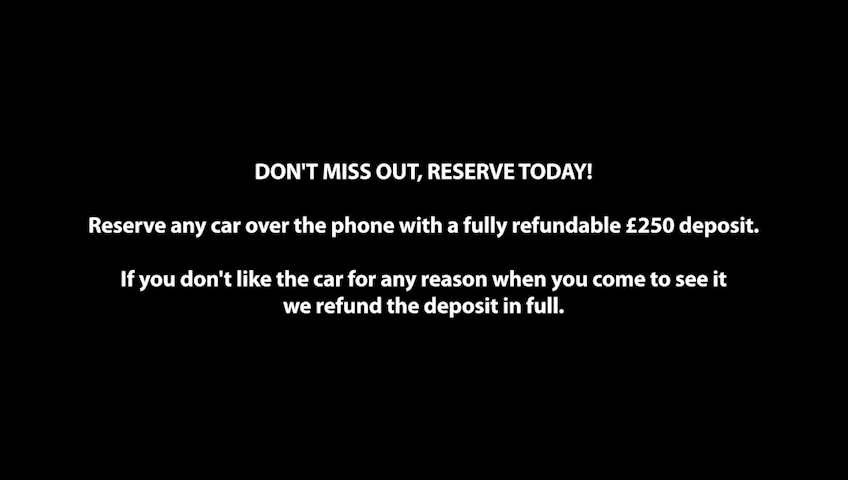 DON'T MISS OUT, RESERVE TODAY!
Reserve any car over the phone with a fully refundable £250 deposit.
If you don't like the car for any reason when you come to see it
we refund the deposit in full.